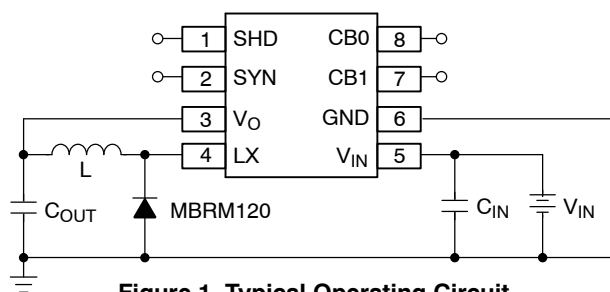 1 SHD CB0 8
2 SYN CB1 7
3 VO GND 6
4 LX VIN 5
L
COUT MBRM120 CIN VIN
Figure 1. Typical Operating Circuit